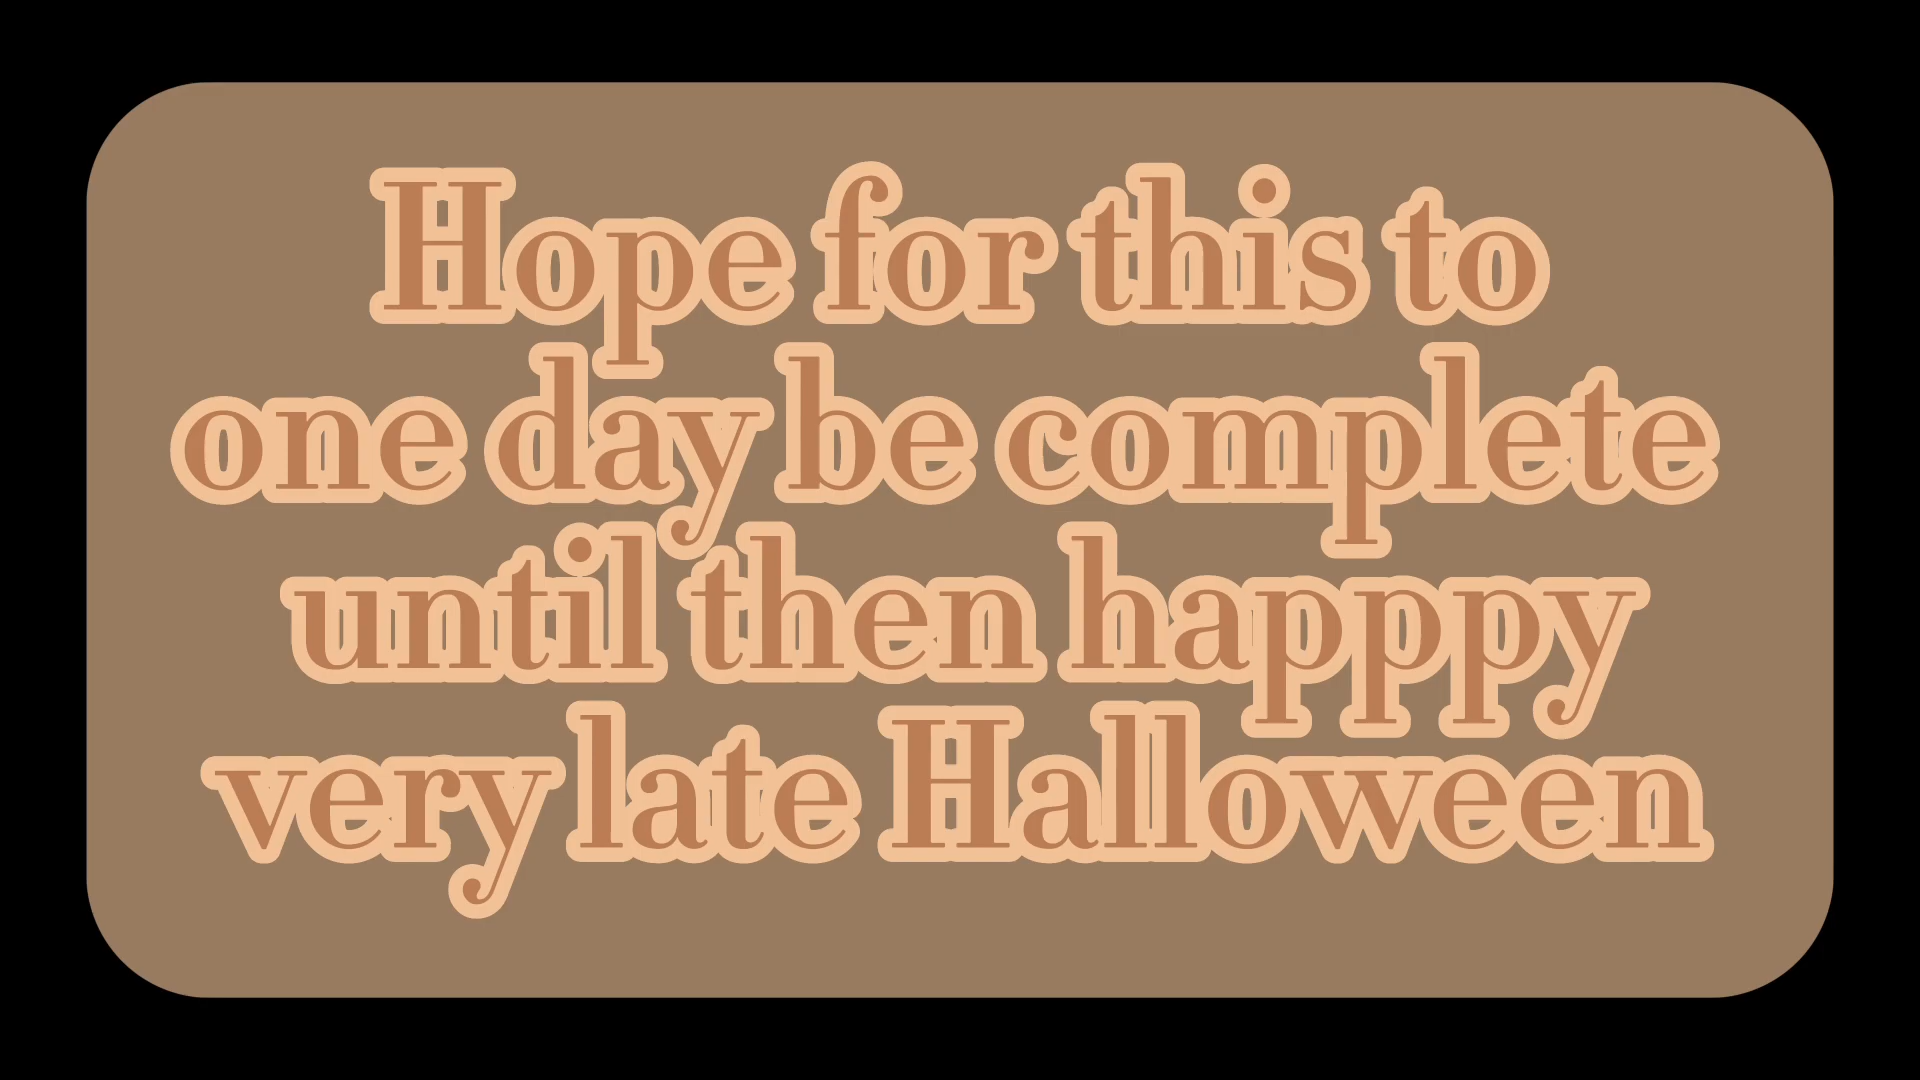 Hope for this to
one day be complete
until then happpy
very late Halloween